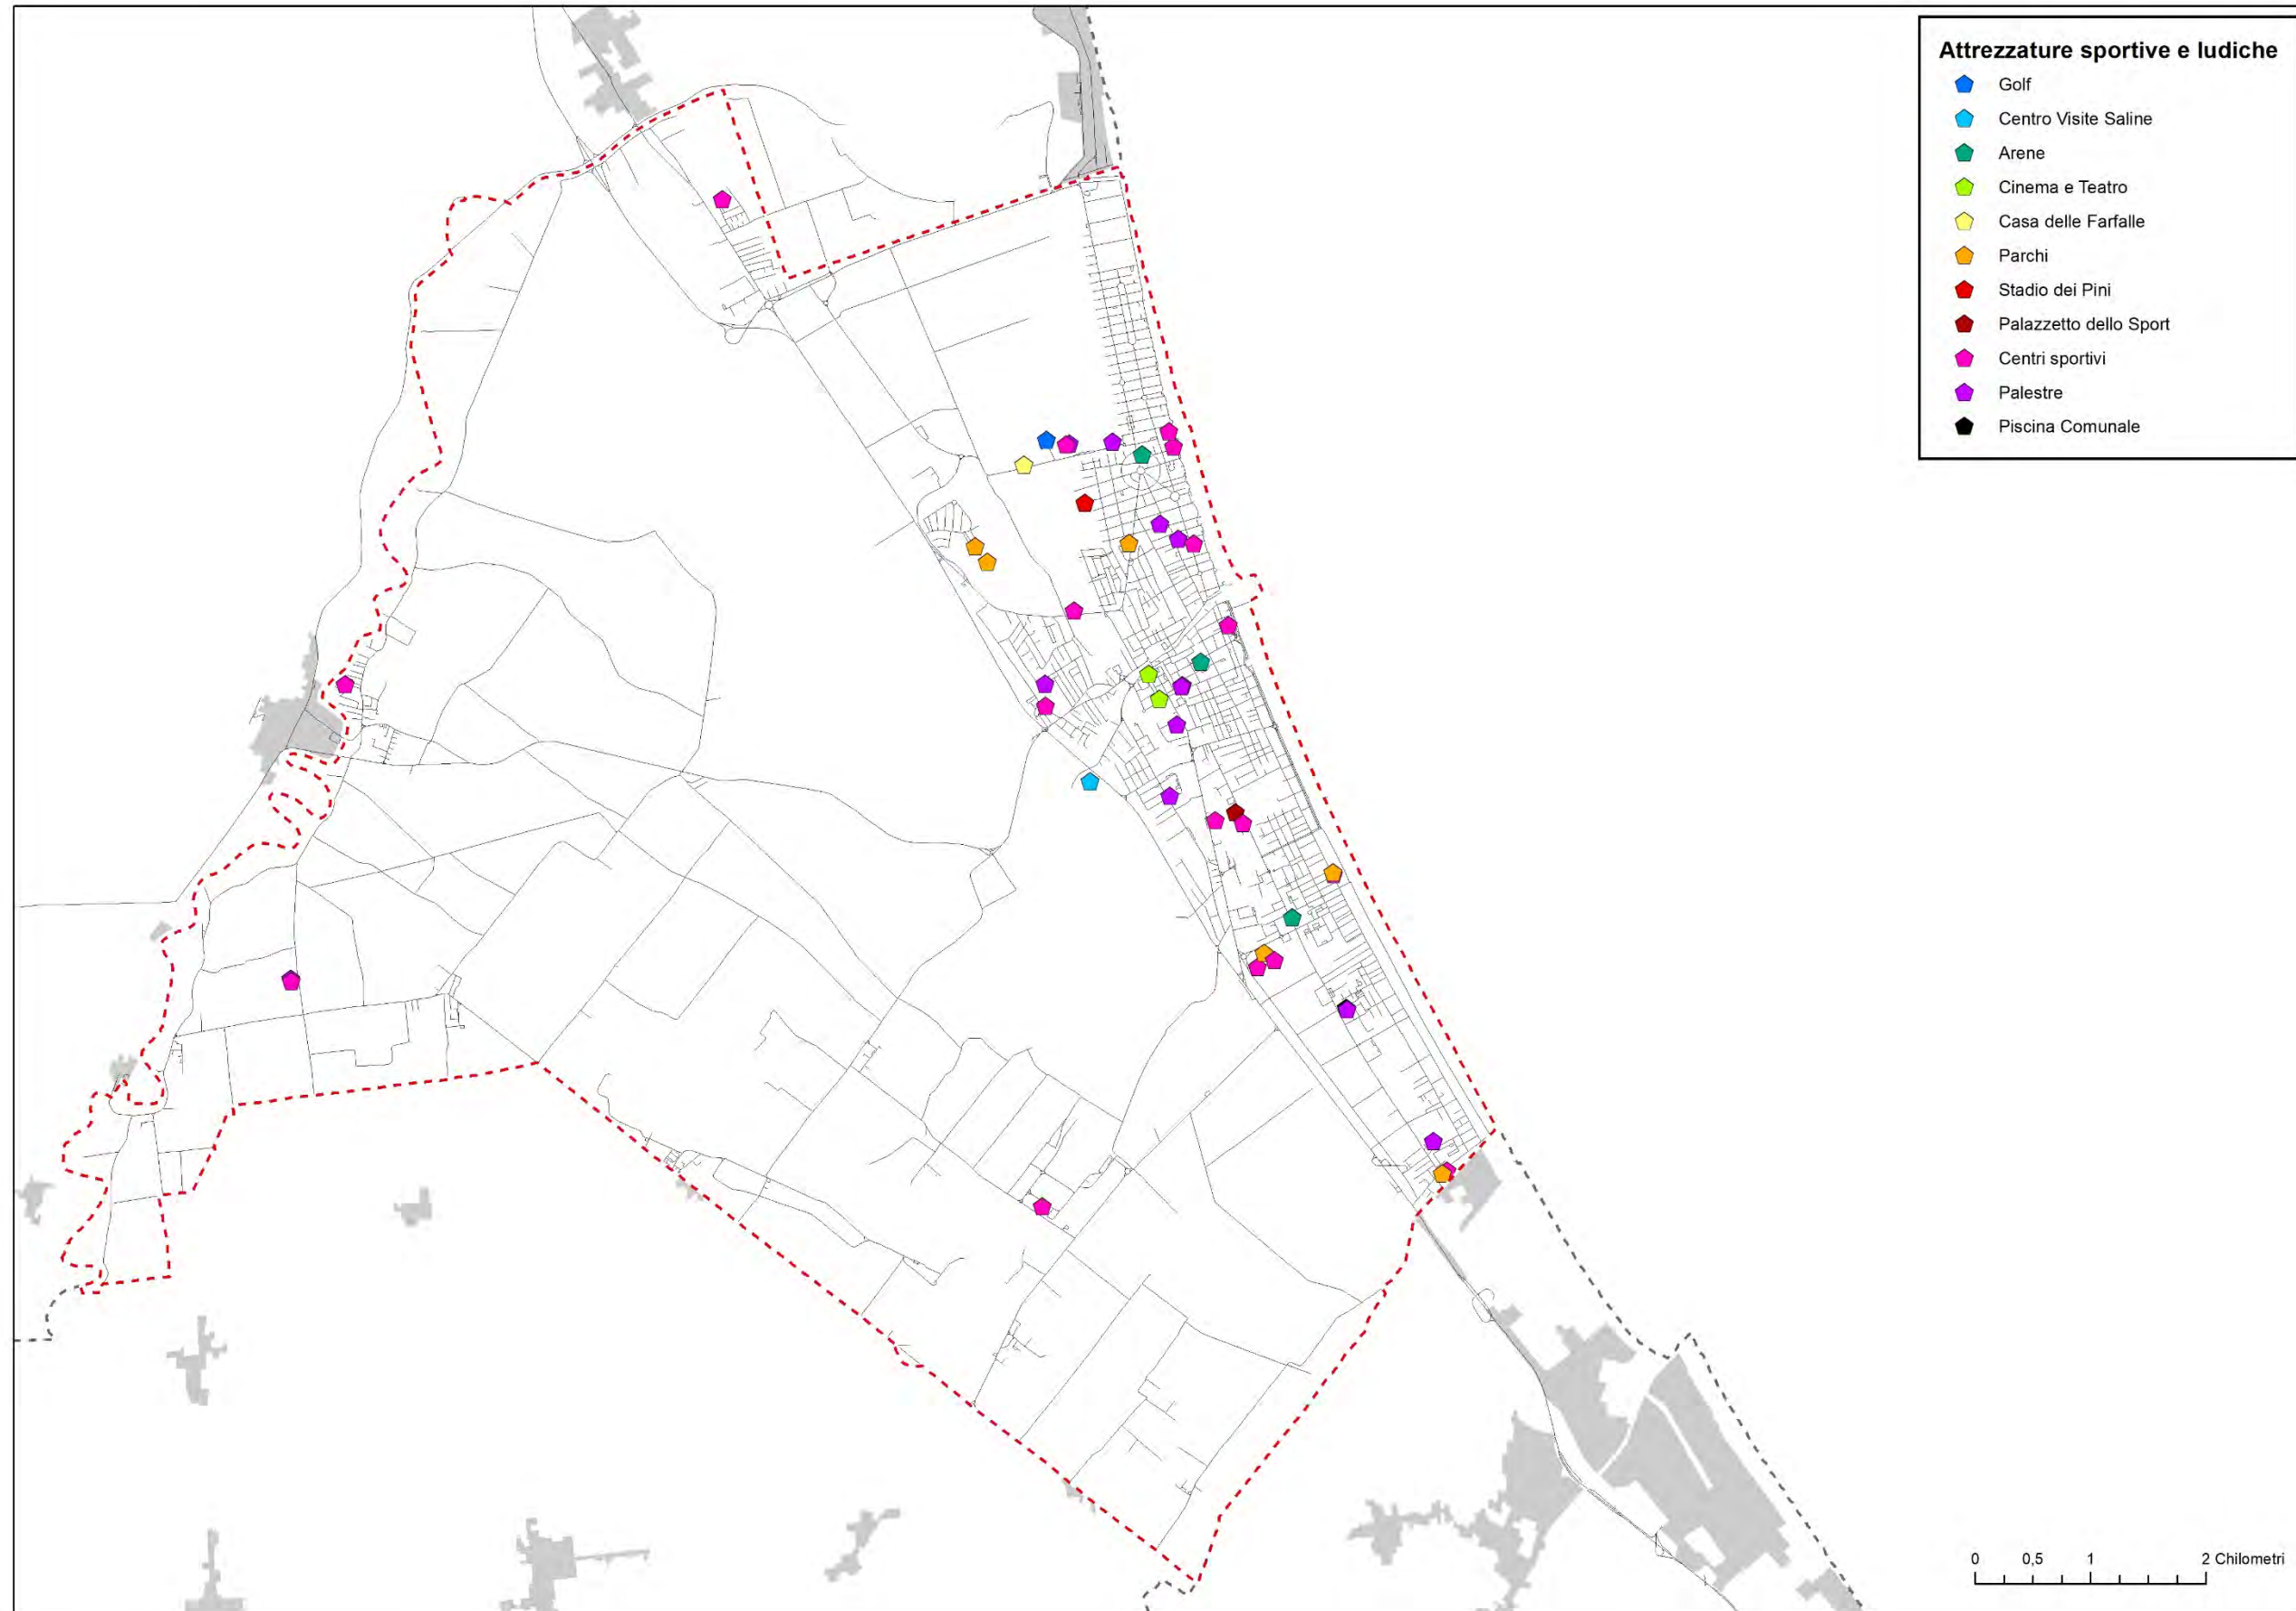 Attrezzature sportive e ludiche
Golf
Centro Visite Saline
Arene
Cinema e Teatro
Casa delle Farfalle
Parchi
Stadio dei Pini
Palazzetto dello Sport
Centri sportivi
Palestre
Piscina Comunale
0 0,5 1 2 Chilometri